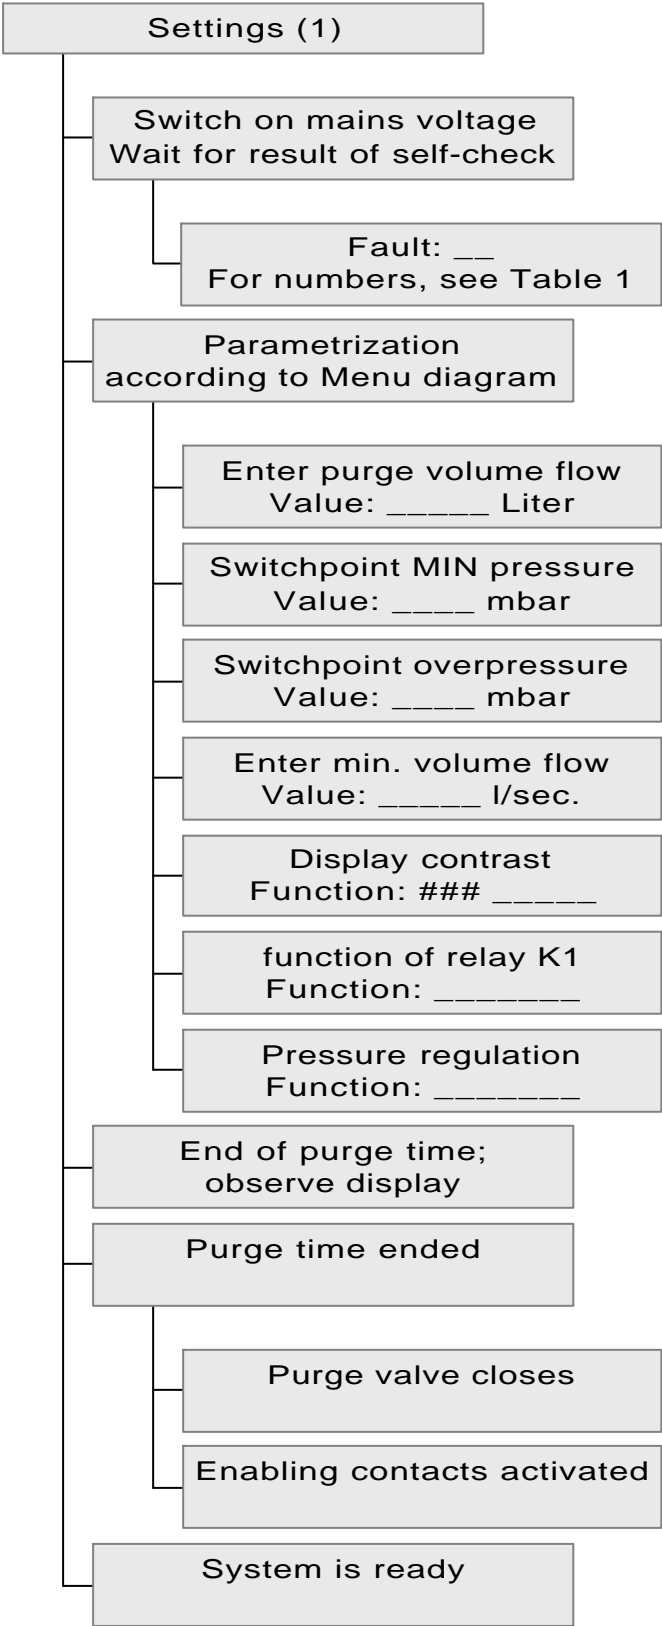 Settings (1)
Switch on mains voltage
Wait for result of self-check
Fault: __
For numbers, see Table 1
Parametrization
according to Menu diagram
Enter purge volume flow
Value: _____ Liter
Switchpoint MIN pressure
Value: ____ mbar
Switchpoint overpressure
Value: ____ mbar
Enter min. volume flow
Value: _____ l/sec.
Display contrast
Function: ### _____
function of relay K1
Function: _______
Pressure regulation
Function: _______
End of purge time;
observe display
Purge time ended
Purge valve closes
Enabling contacts activated
System is ready